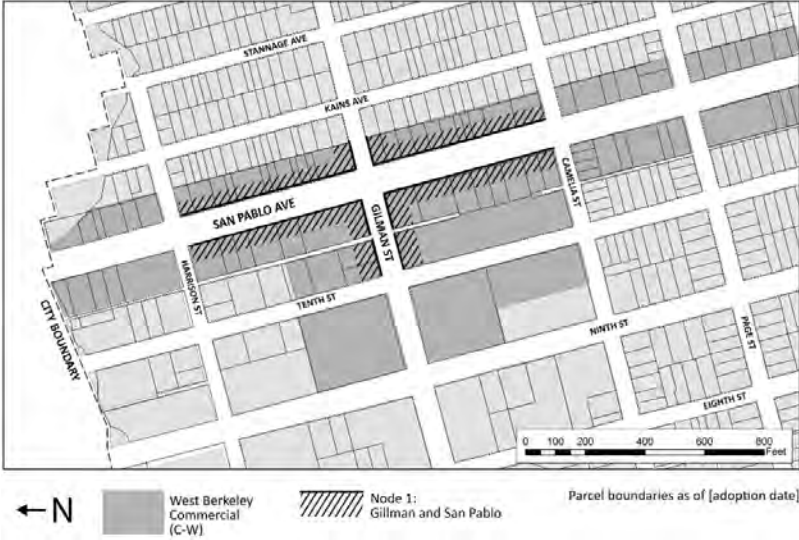 STANNAGE AVE
KAINS AVE
SAN PABLO AVE
CAMELIA ST
GILMAN ST
HARRISON ST
TENTH ST
CITY BOUNDARY
NINTH ST
PAGE ST
EIGHTH ST
0 100 200 400 600 800
Feet
N
West Berkeley
Commercial
(C-W)
Node 1:
Gillman and San Pablo
Parcel boundaries as of [adoption date]